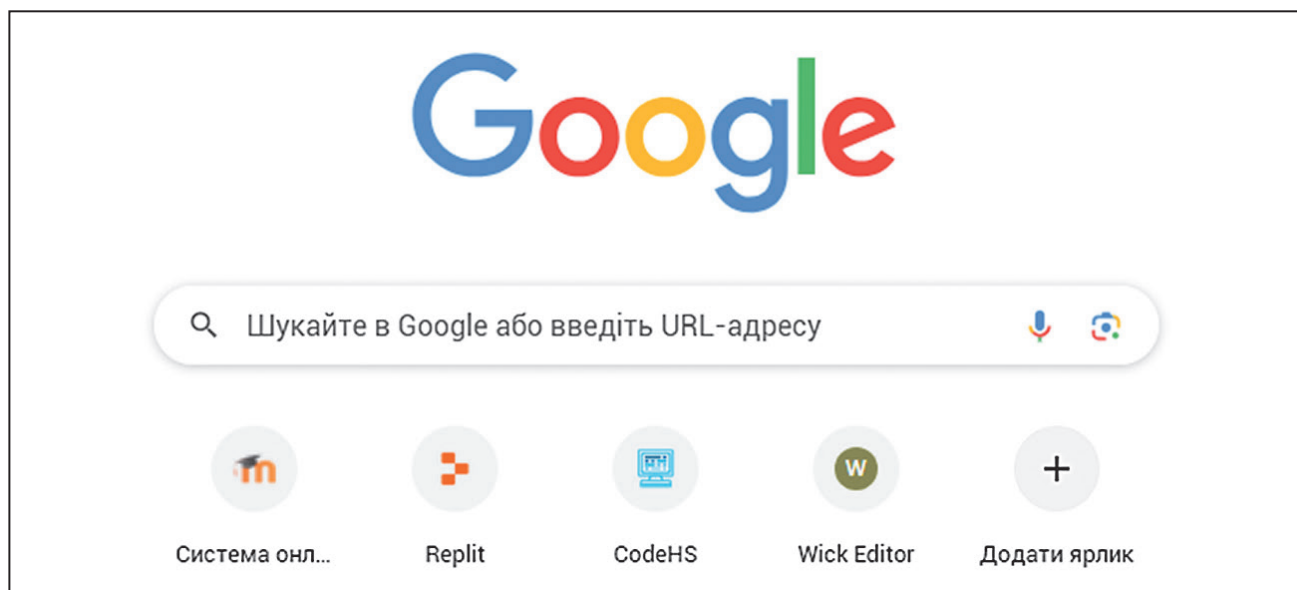 Google
Шукайте в Google або введіть URL-адресу
W
Система онл... Replit CodeHS Wick Editor Додати ярлик